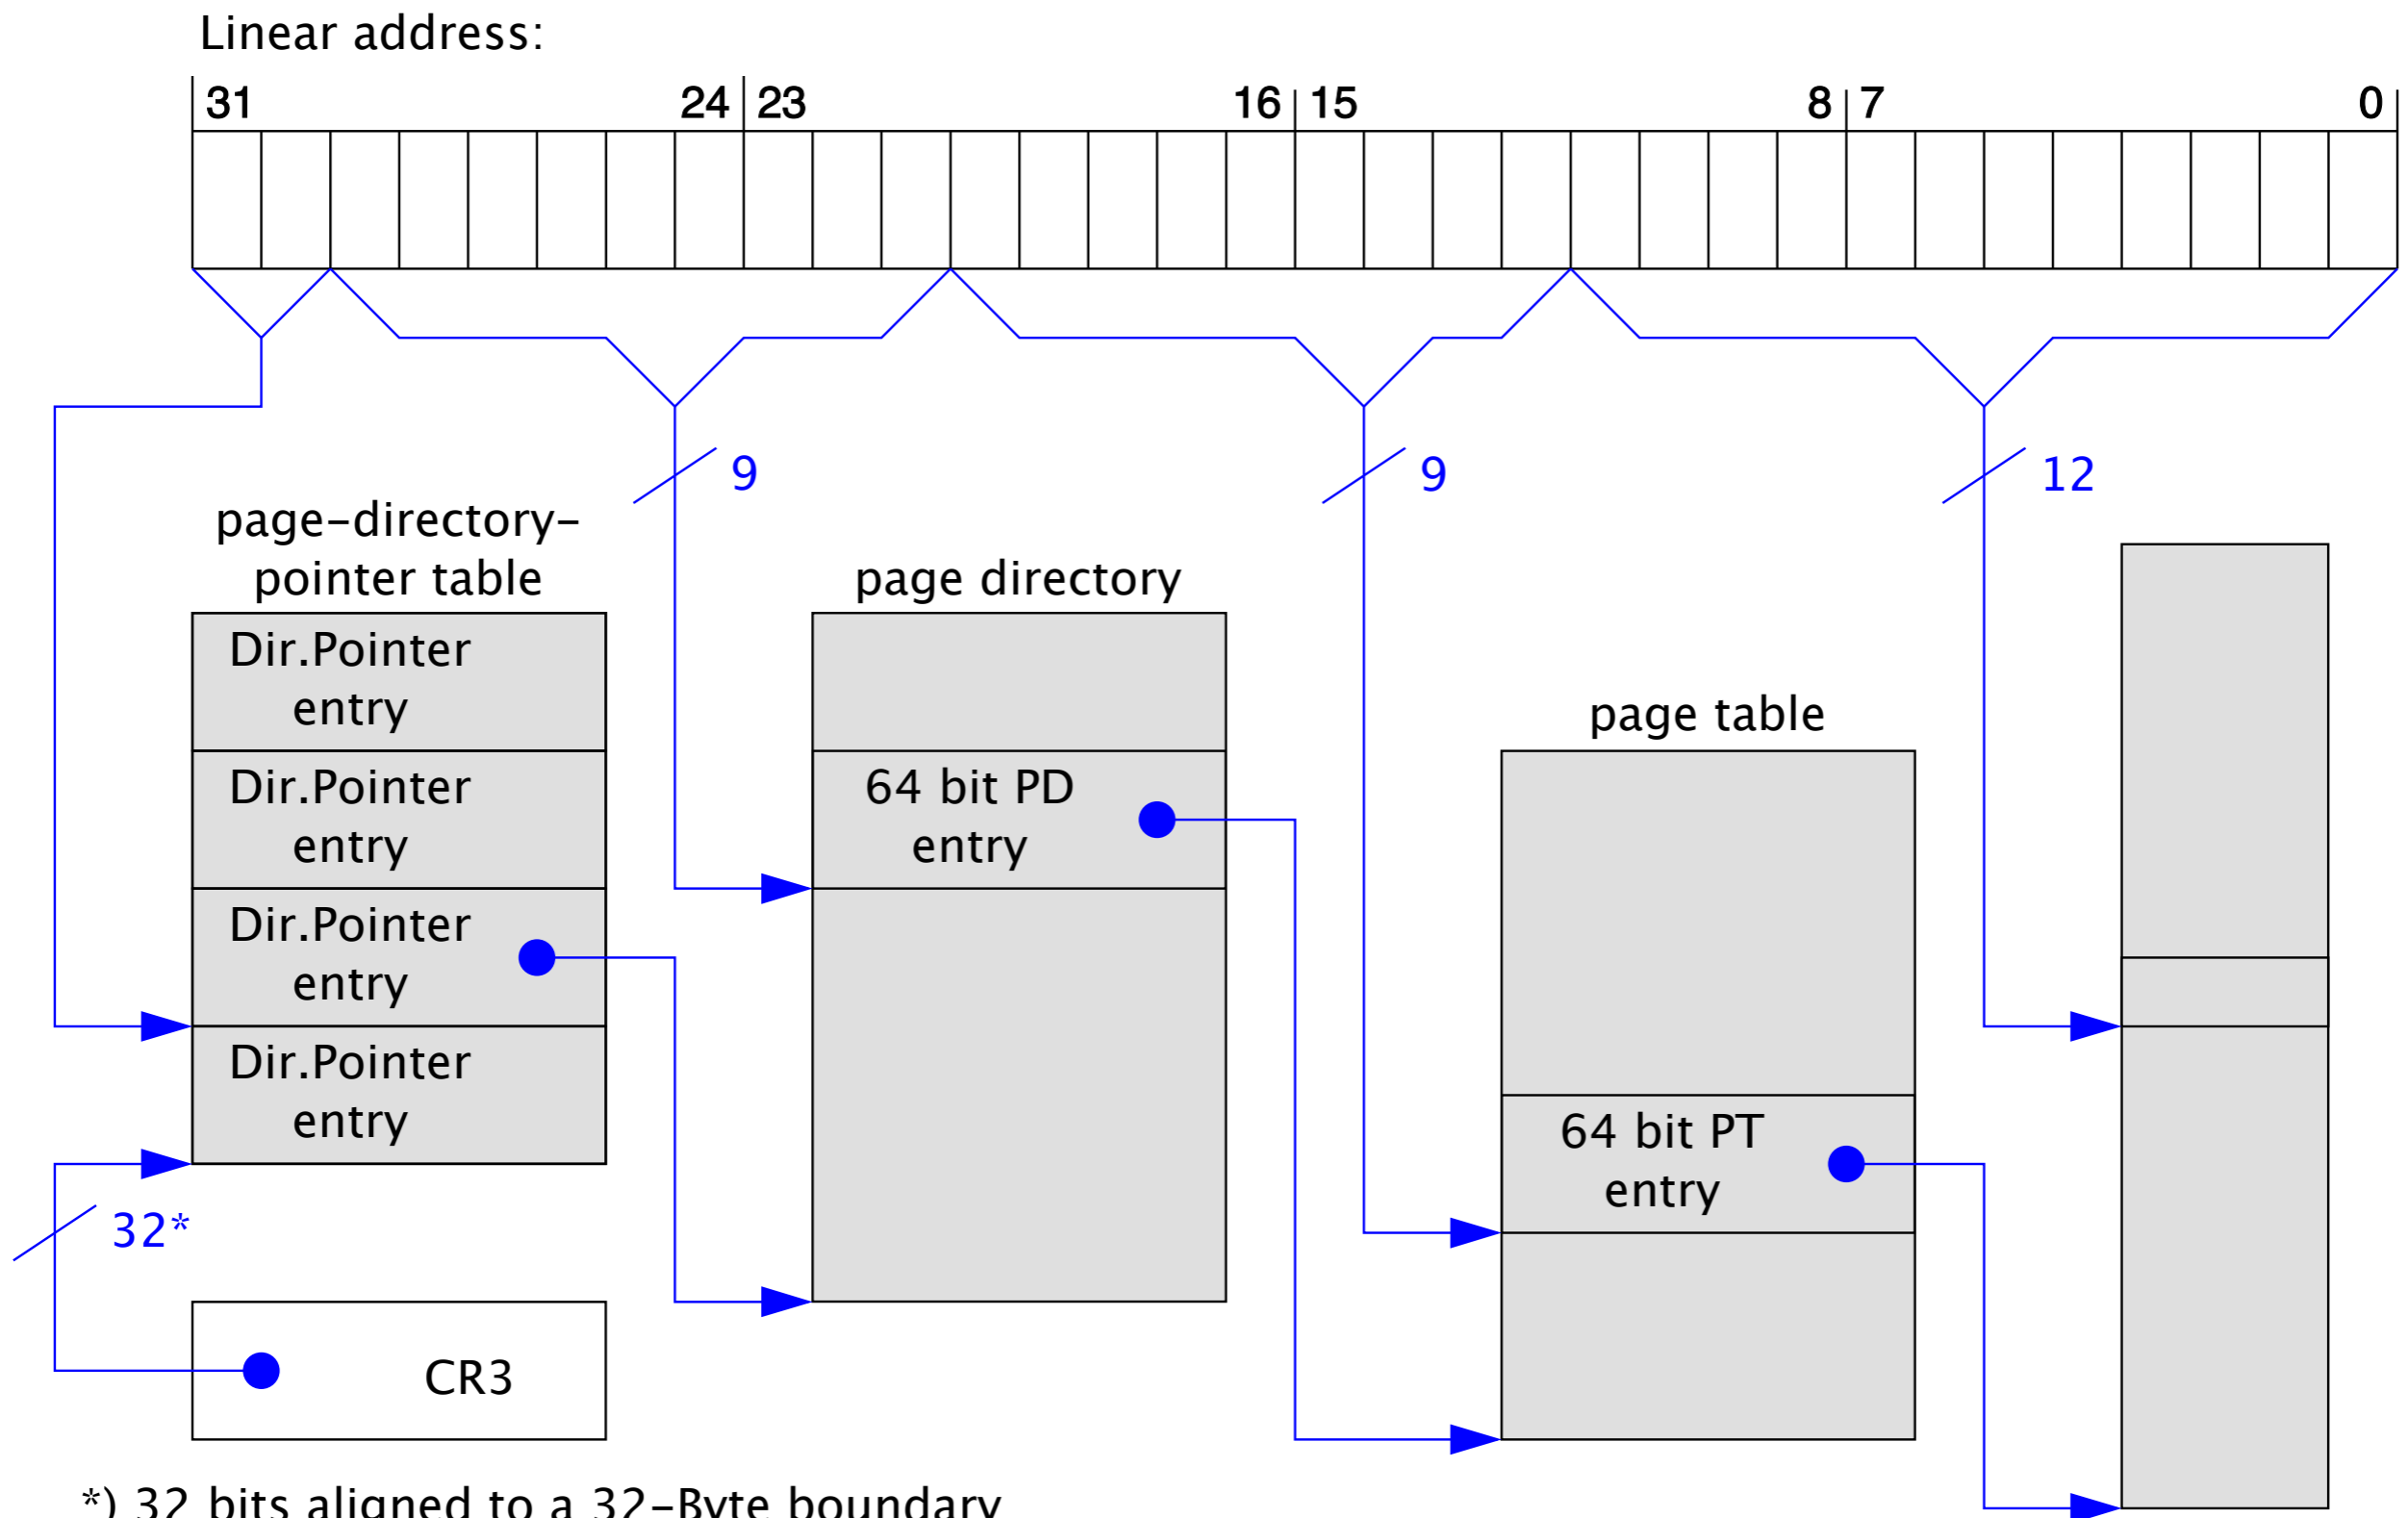 Linear address:
31 24 23 16 15 8 7 0
9 9 12
page-directory-
pointer table
page directory
page table
Dir.Pointer
entry
Dir.Pointer
entry
Dir.Pointer
entry
Dir.Pointer
entry
64 bit PD
entry
64 bit PT
entry
32*
CR3
*) 32 bits aligned to a 32-Byte boundary